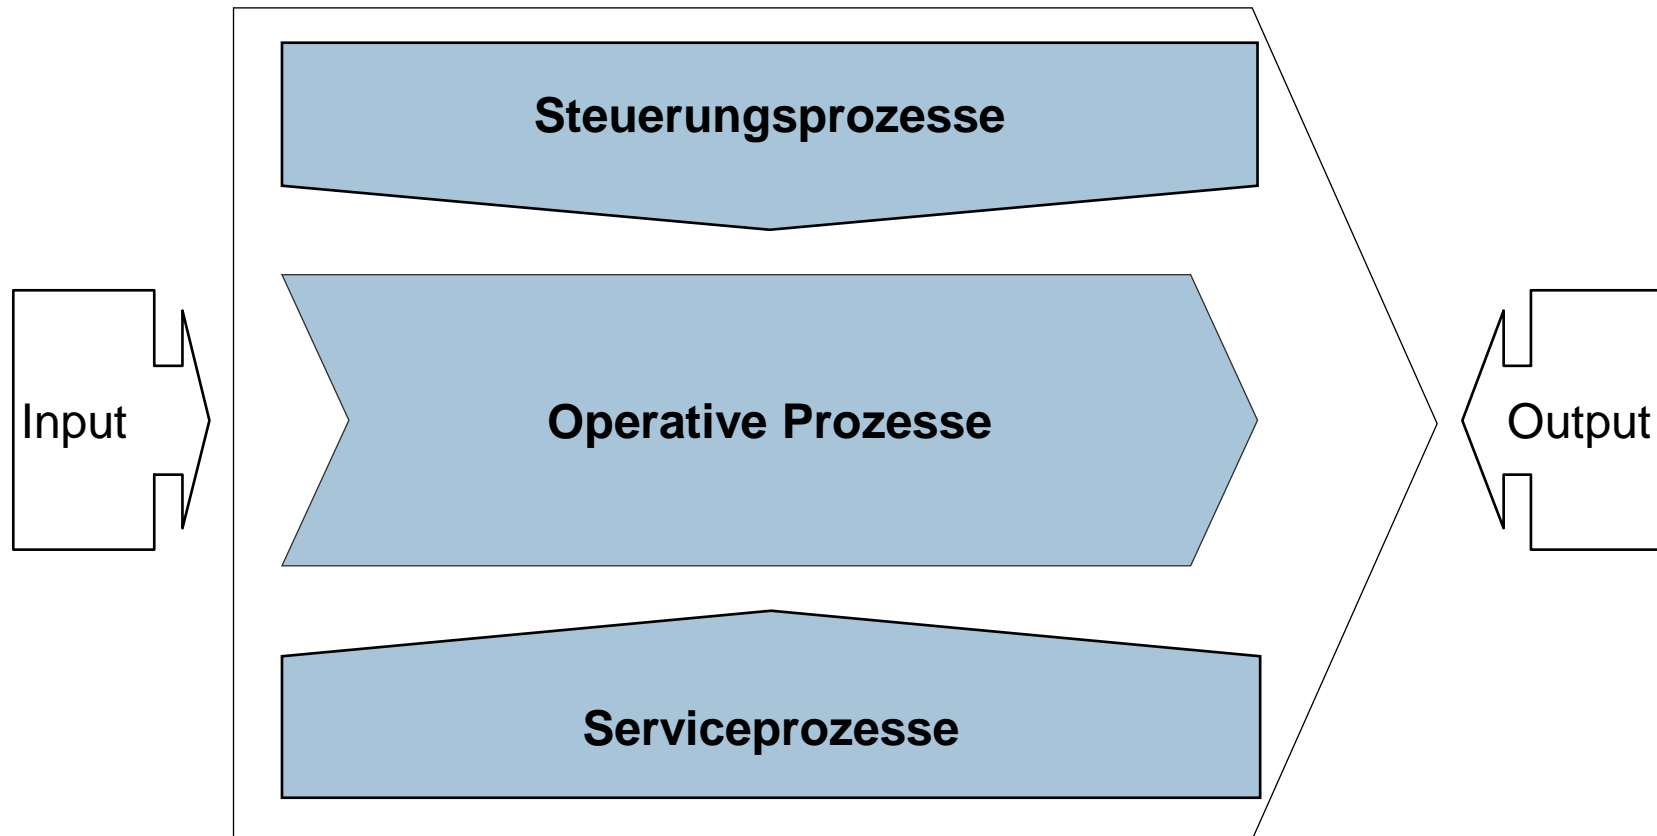 Steuerungsprozesse
Input
Operative Prozesse
Output
Serviceprozesse